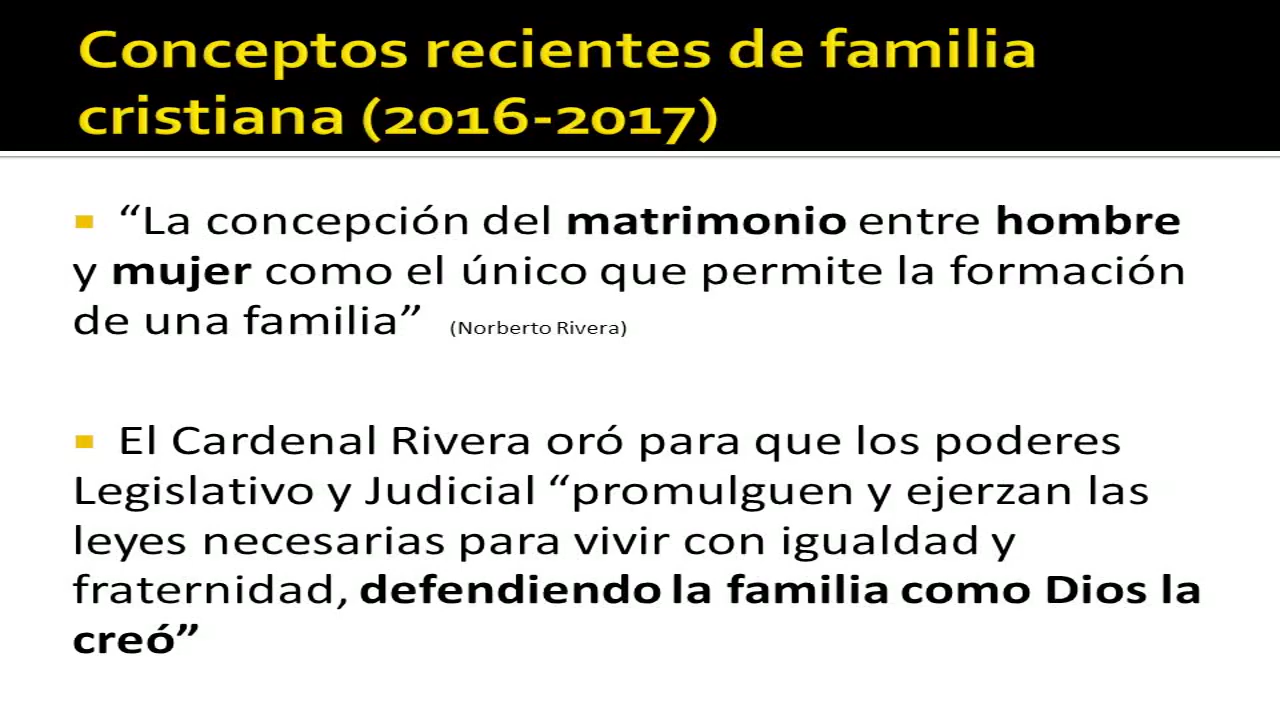 Conceptos recientes de familia
cristiana (2016-2017)
▪ “La concepción del matrimonio entre hombre
y mujer como el único que permite la formación
de una familia” (Norberto Rivera)
▪ El Cardenal Rivera oró para que los poderes
Legislativo y Judicial “promulguen y ejerzan las
leyes necesarias para vivir con igualdad y
fraternidad, defendiendo la familia como Dios la
creó”